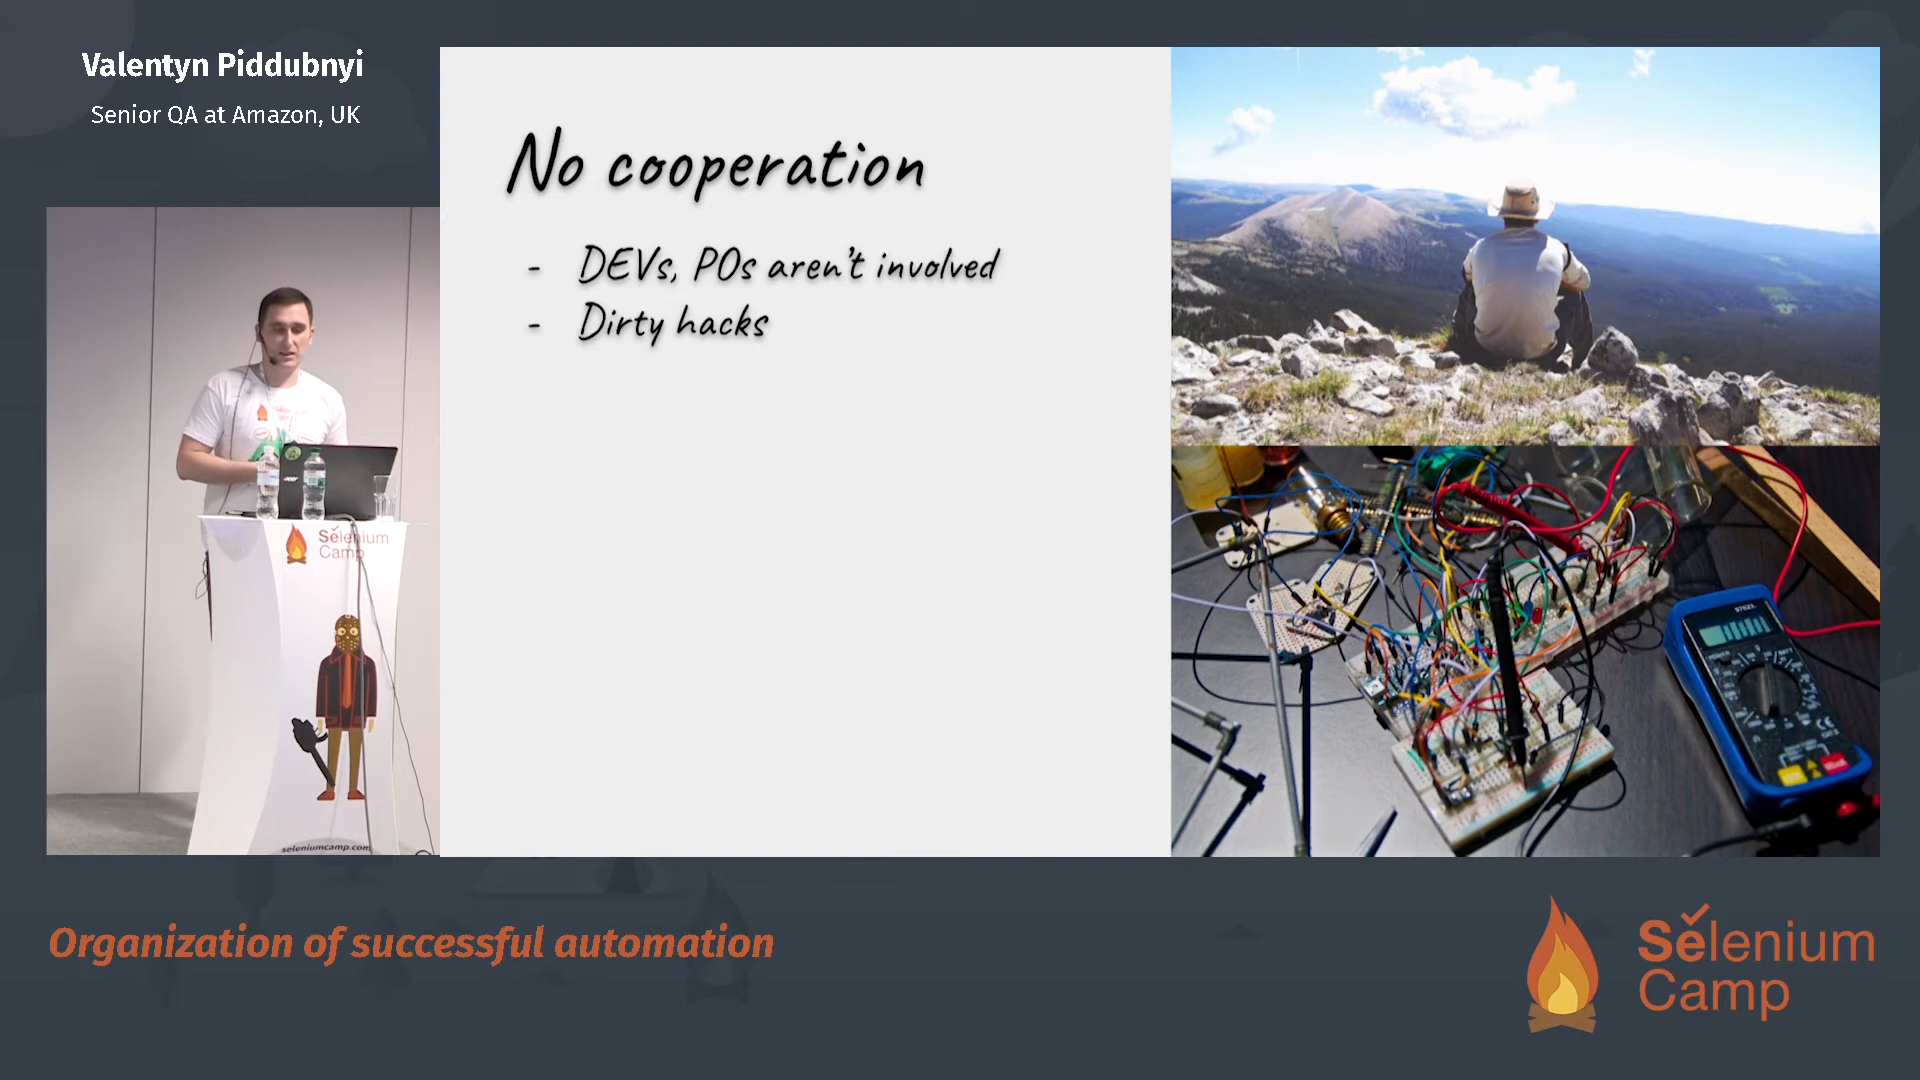 Valentyn Piddubnyi
Senior QA at Amazon, UK
No cooperation
- DEVs, POs aren't involved
- Dirty hacks
acer
Selenium
Camp
seleniumcamp.com
Organization of successful automation
Selenium
Camp